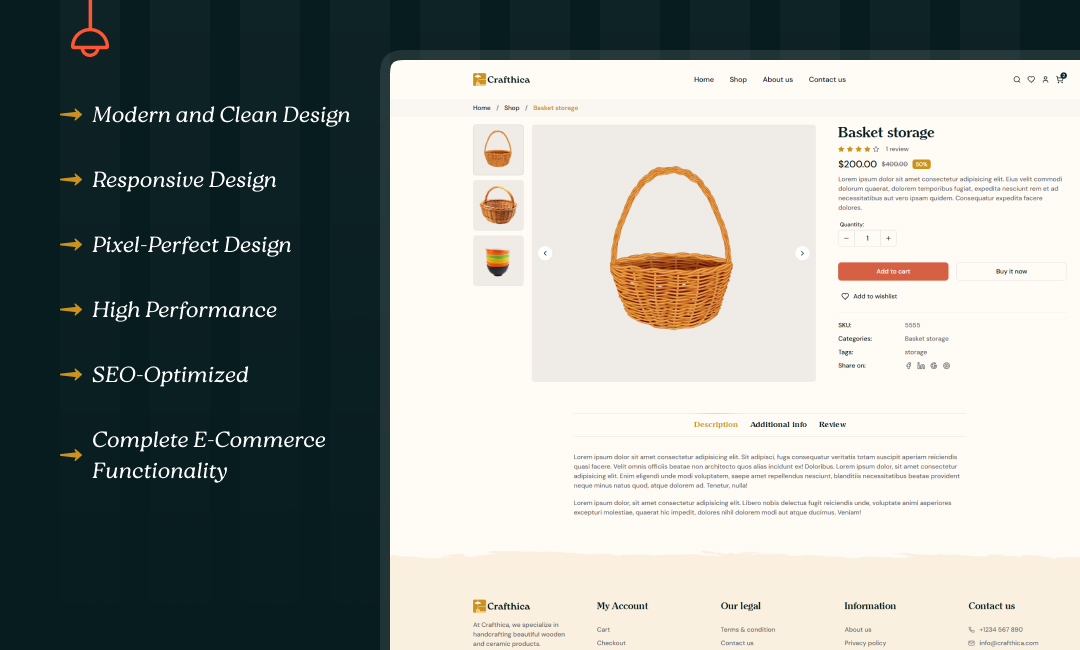 Modern and Clean Design
Responsive Design
Pixel-Perfect Design
High Performance
SEO-Optimized
Complete E-Commerce
Functionality
Crafthica
Home
Shop
About us
Contact us
2
Home / Shop / Basket storage
Basket storage
1 review
$200.00 $400.00 50%
Lorem ipsum dolor sit amet consectetur adipisicing elit. Eius velit commodi
dolorum quaerat, dolorem temporibus fugiat, expedita nesciunt rem et ad
necessitatibus aut vero ipsam quidem. Consequatur expedita facere
dolores.
Quantity:
− 1 +
Add to cart
Buy it now
Add to wishlist
SKU: 5555
Categories: Basket storage
Tags: storage
Share on:
Description
Additional info
Review
Lorem ipsum dolor sit amet consectetur adipisicing elit. Sit adipisci, fuga consequatur veritatis totam suscipit aperiam reiciendis
quasi facere. Velit omnis officiis beatae non architecto quos alias incidunt ex! Doloribus. Lorem ipsum dolor, sit amet consectetur
adipisicing elit. Enim eligendi unde modi voluptatem, saepe amet repellendus nesciunt, blanditiis necessitatibus beatae provident
neque minus natus quod, atque dolorem ad. Tenetur, nulla!
Lorem ipsum dolor, sit amet consectetur adipisicing elit. Libero nobis delectus fugit reiciendis unde, voluptate animi asperiores
excepturi molestiae, quaerat hic impedit, dolores nihil dolorem modi aut atque ducimus. Veniam!
Crafthica
At Crafthica, we specialize in
handcrafting beautiful wooden
and ceramic products.
My Account
Cart
Checkout
Our legal
Terms & condition
Contact us
Information
About us
Privacy policy
Contact us
+1234 567 890
info@crafthica.com